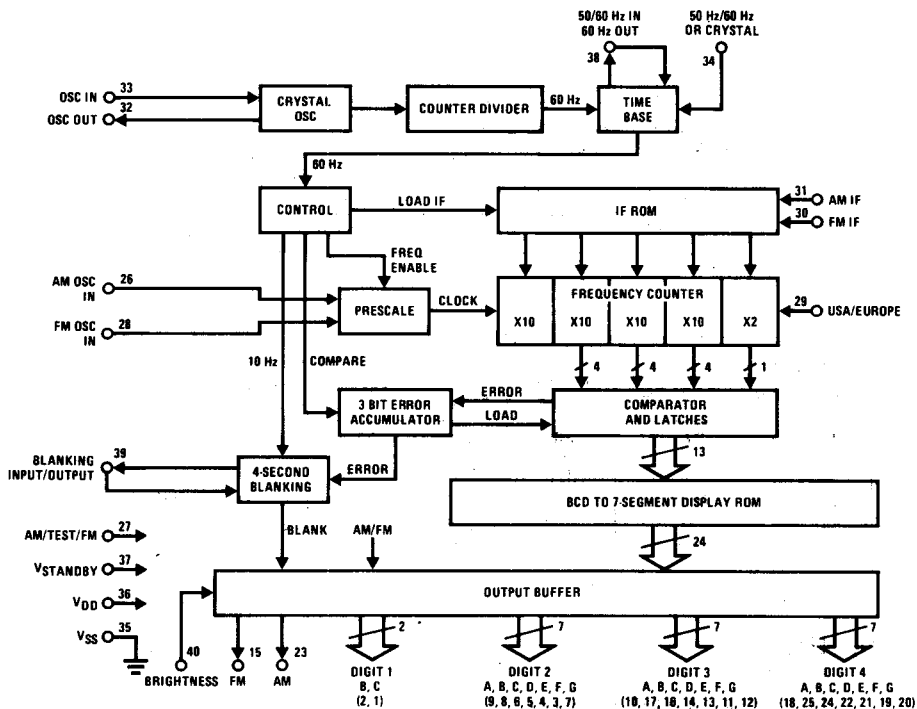 50/60 Hz IN
60 Hz OUT
38
50 Hz/60 Hz
OR CRYSTAL
34
OSC IN
33
OSC OUT
32
CRYSTAL
OSC
COUNTER DIVIDER
60 Hz
TIME
BASE
60 Hz
CONTROL
LOAD IF
IF ROM
31
AM IF
30
FM IF
FREQ
ENABLE
AM OSC
IN
26
FM OSC
IN
28
PRESCALE
CLOCK
FREQUENCY COUNTER
X10
X10
X10
X10
X2
29
USA/EUROPE
10 Hz
COMPARE
4
4
4
1
3 BIT ERROR
ACCUMULATOR
ERROR
LOAD
COMPARATOR
AND LATCHES
13
BLANKING
INPUT/OUTPUT
39
4-SECOND
BLANKING
ERROR
BCD TO 7-SEGMENT DISPLAY ROM
24
BLANK
AM/FM
AM/TEST/FM
27
VSTANDBY
37
VDD
36
VSS
35
OUTPUT BUFFER
40
BRIGHTNESS
15
FM
23
AM
2
7
7
7
DIGIT 1
B, C
(2, 1)
DIGIT 2
A, B, C, D, E, F, G
(9, 8, 6, 5, 4, 3, 7)
DIGIT 3
A, B, C, D, E, F, G
(10, 17, 18, 14, 13, 11, 12)
DIGIT 4
A, B, C, D, E, F, G
(18, 25, 24, 22, 21, 19, 20)